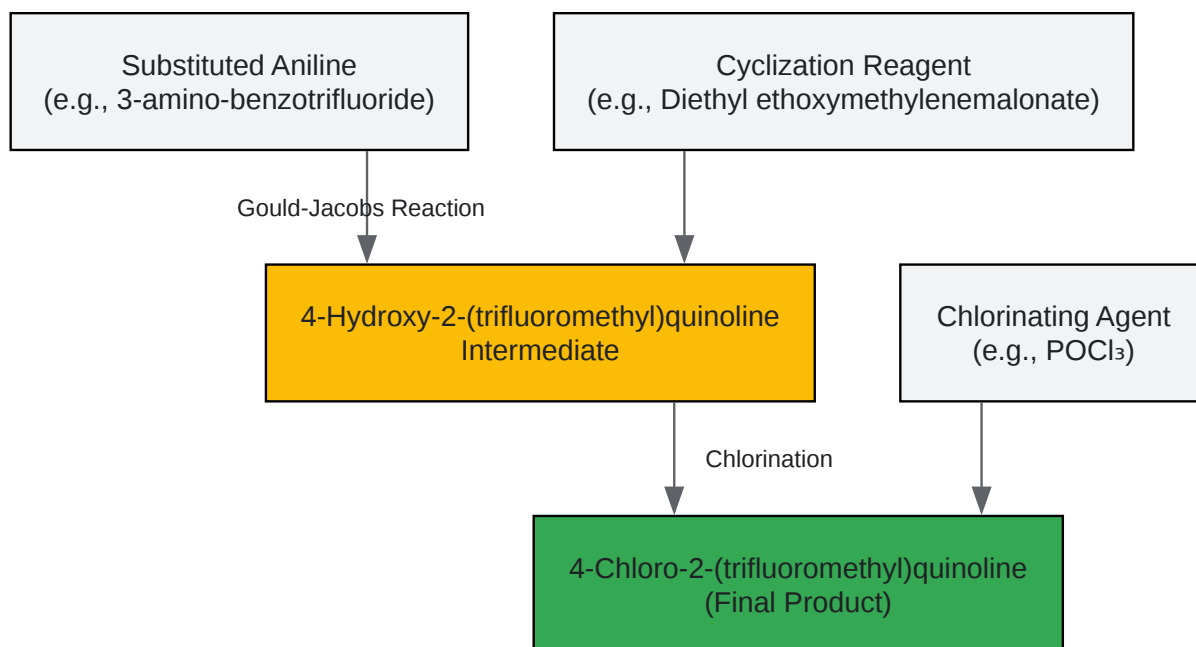 Substituted Aniline
(e.g., 3-amino-benzotrifluoride)
Cyclization Reagent
(e.g., Diethyl ethoxymethylenemalonate)
Gould-Jacobs Reaction
4-Hydroxy-2-(trifluoromethyl)quinoline
Intermediate
Chlorinating Agent
(e.g., POCl₃)
Chlorination
4-Chloro-2-(trifluoromethyl)quinoline
(Final Product)